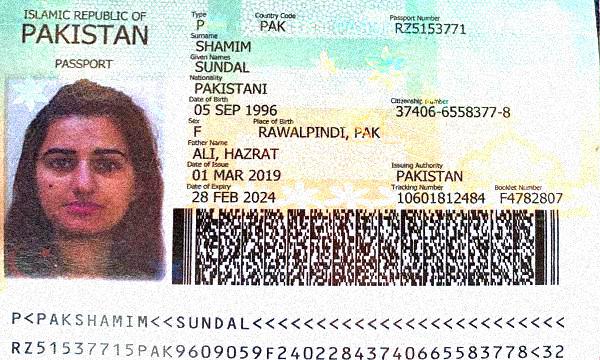 ISLAMIC REPUBLIC OF
PAKISTAN
PASSPORT
Type Country Code Passport Number
P PAK RZ5153771
Surname
SHAMIM
Given Names
SUNDAL
Nationality
PAKISTANI
Date of Birth Citizenship Number
05 SEP 1996 37406-6558377-8
Sex Place of Birth
F RAWALPINDI, PAK
Father Name
ALI, HAZRAT
Date of Issue Issuing Authority
01 MAR 2019 PAKISTAN
Date of Expiry Tracking Number Booklet Number
28 FEB 2024 10601812484 F4782807
P<PAKSHAMIM<<SUNDAL<<<<<<<<<<<<<<<<<<<<<<<<<
RZ51537715PAK9609059F24022843740665583778<32